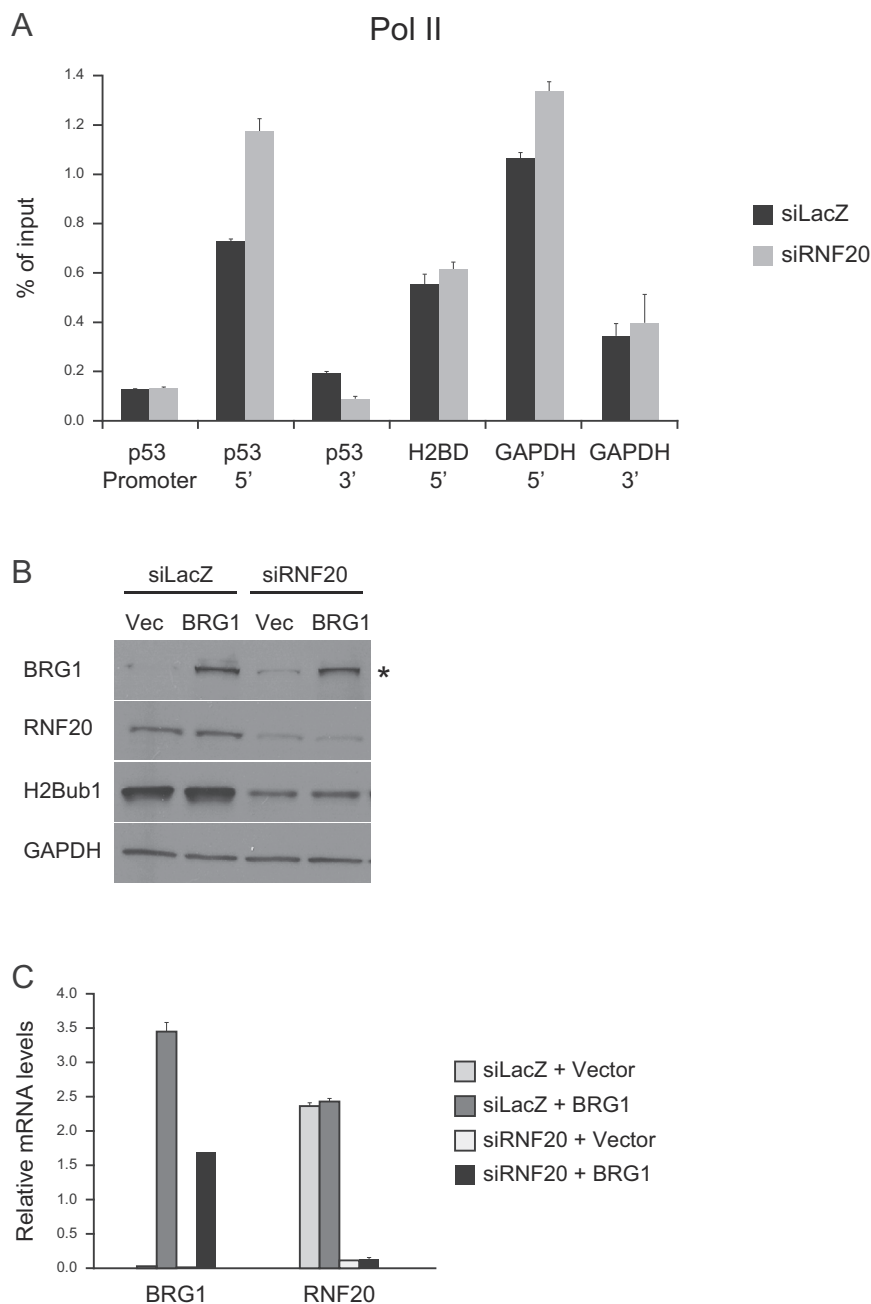 A
Pol II
1.4
1.2
1.0
0.8
0.6
0.4
0.2
0.0
% of input
p53 Promoter
p53 5’
p53 3’
H2BD 5’
GAPDH 5’
GAPDH 3’
siLacZ
siRNF20
B
siLacZ siRNF20
Vec BRG1 Vec BRG1
BRG1 *
RNF20
H2Bub1
GAPDH
C
4.0
3.5
3.0
2.5
2.0
1.5
1.0
0.5
0.0
Relative mRNA levels
BRG1 RNF20
siLacZ + Vector
siLacZ + BRG1
siRNF20 + Vector
siRNF20 + BRG1